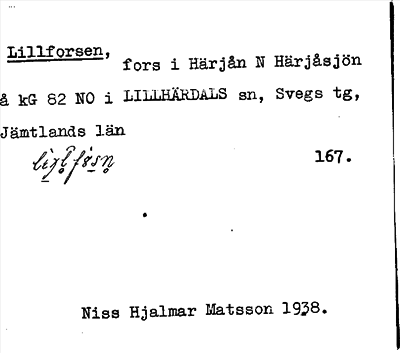 Lillforsen,
fors i Härjån N Härjåsjön
å kG 82 NO i LILLHÄRDALS sn, Svegs tg,
Jämtlands län
167.
Niss Hjalmar Matsson 1938.